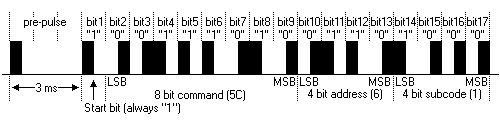 pre-pulse bit1 bit2 bit3 bit4 bit5 bit6 bit7 bit8 bit9 bit10 bit11 bit12 bit13 bit14 bit15 bit16 bit17
"1" "0" "0" "1" "1" "1" "0" "1" "0" "0" "1" "1" "0" "1" "0" "0" "0"
3 ms LSB MSB LSB MSB LSB MSB
8 bit command (5C) 4 bit address (6) 4 bit subcode (1)
Start bit (always "1")